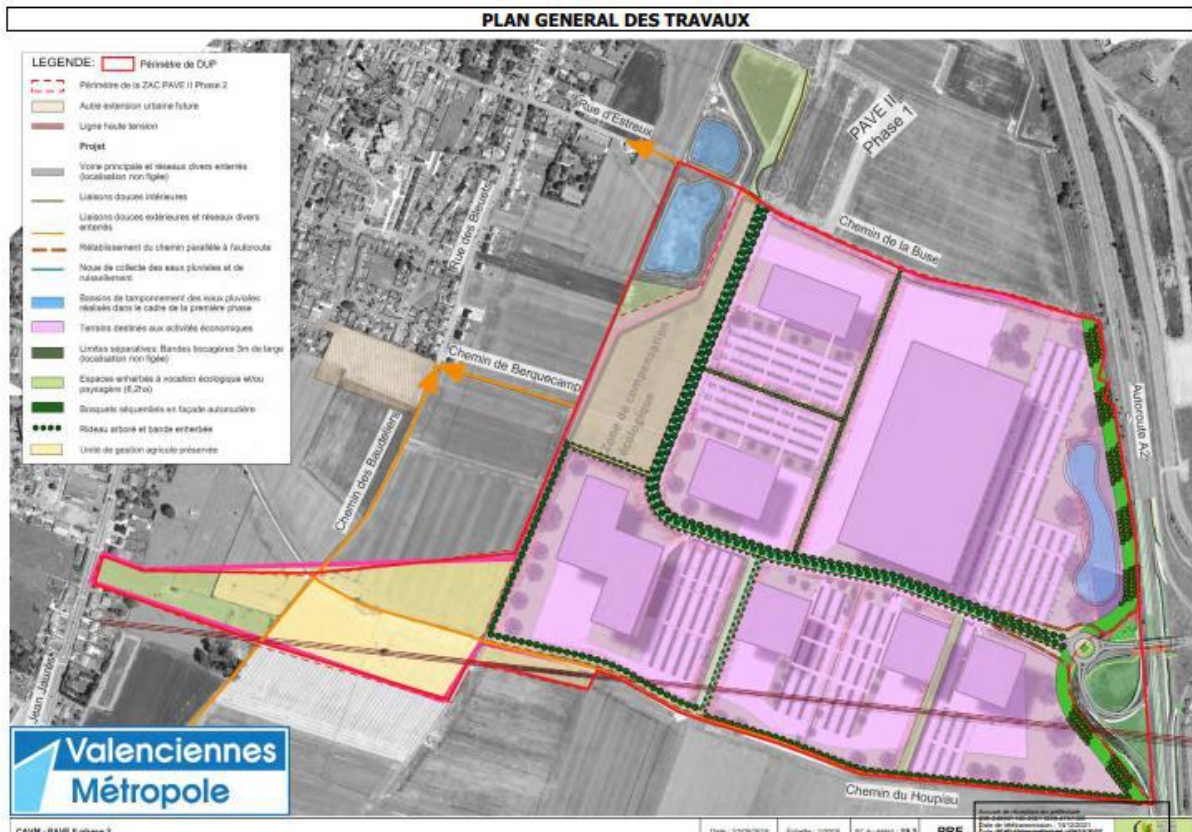 PLAN GENERAL DES TRAVAUX
LEGENDE: Périmètre de DUP
Périmètre de la ZAC PAVE II Phase 2
Autre extension urbaine future
Ligne haute tension
Projet
Voirie principale et réseaux divers enterrés
(localisation non figée)
Liaisons douces intérieures
Liaisons douces extérieures et réseaux divers
enterrés
Rétablissement du chemin parallèle à l'autoroute
Noue de collecte des eaux pluviales et de
ruissellement
Bassins de tamponnement des eaux pluviales
réalisés dans le cadre de la première phase
Terrains destinés aux activités économiques
Limites séparatives: Bandes bocagères 3m de large
(localisation non figée)
Espaces enherbés à vocation écologique et/ou
paysagère (6,2ha)
Bosquets séquentiels en façade autoroutière
Rideau arboré et bande enherbée
Unité de gestion agricole préservée
Rue d'Estreux
PAVE II
Phase 1
Rue des Bleuets
Chemin de la Buse
Chemin de Berquecamp
Zone de compensation
écologique
Autoroute A2
Chemin des Baudeliers
Jean Jaurès
Chemin du Houpiau
Valenciennes
Métropole
CAVM - PAVE II phase 2
PRE